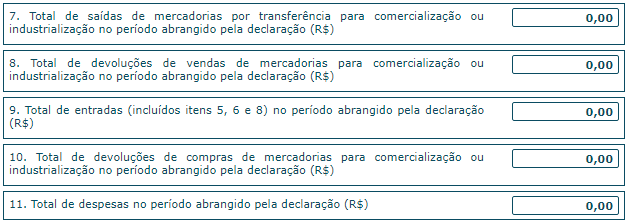 7. Total de saídas de mercadorias por transferência para comercialização ou
industrialização no período abrangido pela declaração (R$)
0,00
8. Total de devoluções de vendas de mercadorias para comercialização ou
industrialização no período abrangido pela declaração (R$)
0,00
9. Total de entradas (incluídos itens 5, 6 e 8) no período abrangido pela declaração
(R$)
0,00
10. Total de devoluções de compras de mercadorias para comercialização ou
industrialização no período abrangido pela declaração (R$)
0,00
11. Total de despesas no período abrangido pela declaração (R$)
0,00